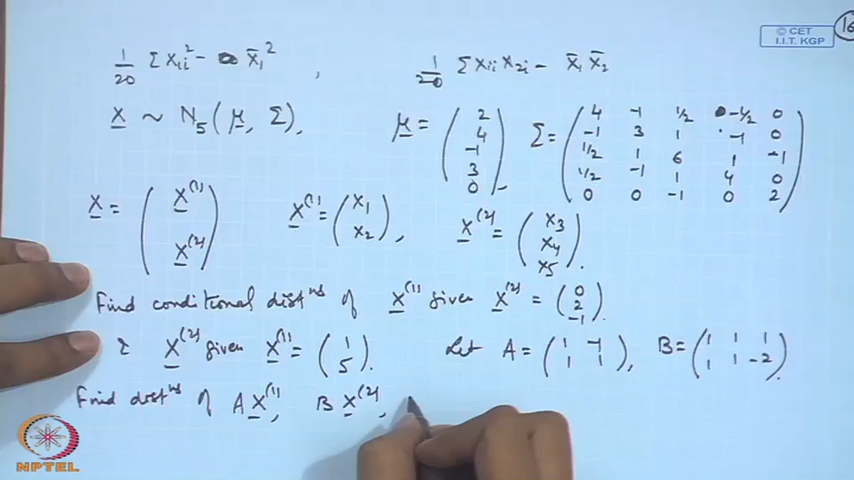 © CET
I.I.T. KGP
16
1/20 Σ x₁ᵢ² - x̄₁² , 1/20 Σ x₁ᵢ x₂ᵢ - x̄₁ x̄₂
X ~ N₅(μ, Σ), μ = (2 4 -1 3 0) Σ = (4 -1 1/2 -1/2 0
-1 3 1 -1 0
1/2 1 6 1 -1
1/2 -1 1 4 0
0 0 -1 0 2)
X = (X⁽¹⁾ X⁽²⁾) X⁽¹⁾ = (x₁ x₂), X⁽²⁾ = (x₃ x₄ x₅).
Find conditional distⁿˢ of X⁽¹⁾ given X⁽²⁾ = (0 2 -1).
& X⁽²⁾ given X⁽¹⁾ = (1 5). Let A = (1 -1
1 1), B = (1 1 1
1 1 -2).
Find distⁿˢ of A X⁽¹⁾, B X⁽²⁾,
NPTEL